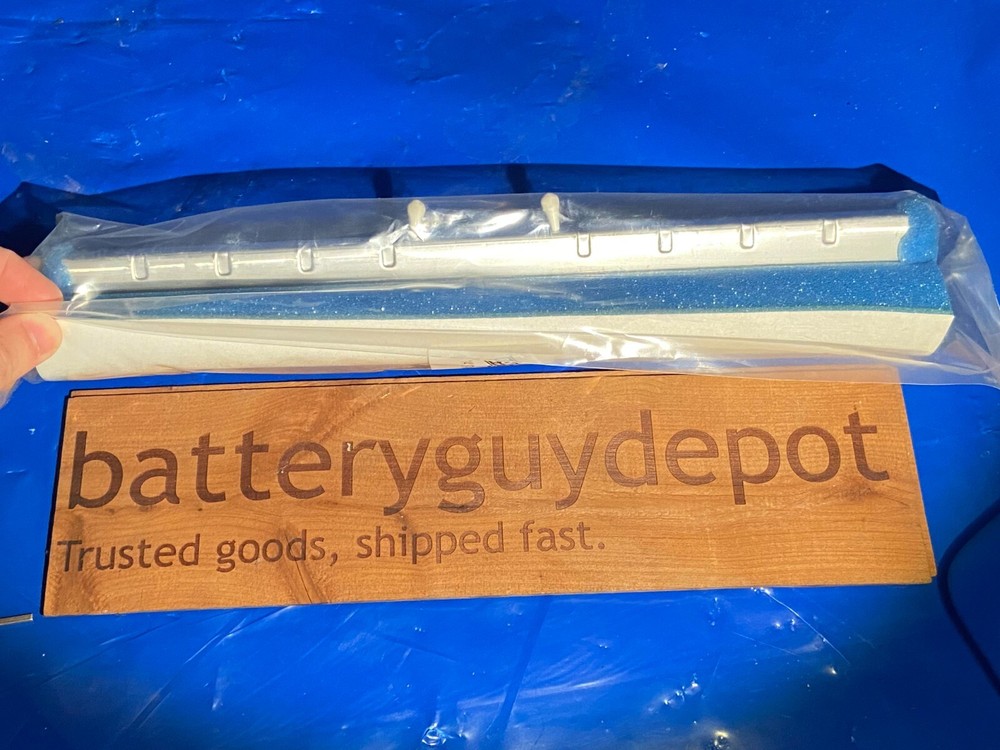 batteryguydepot
Trusted goods, shipped fast.